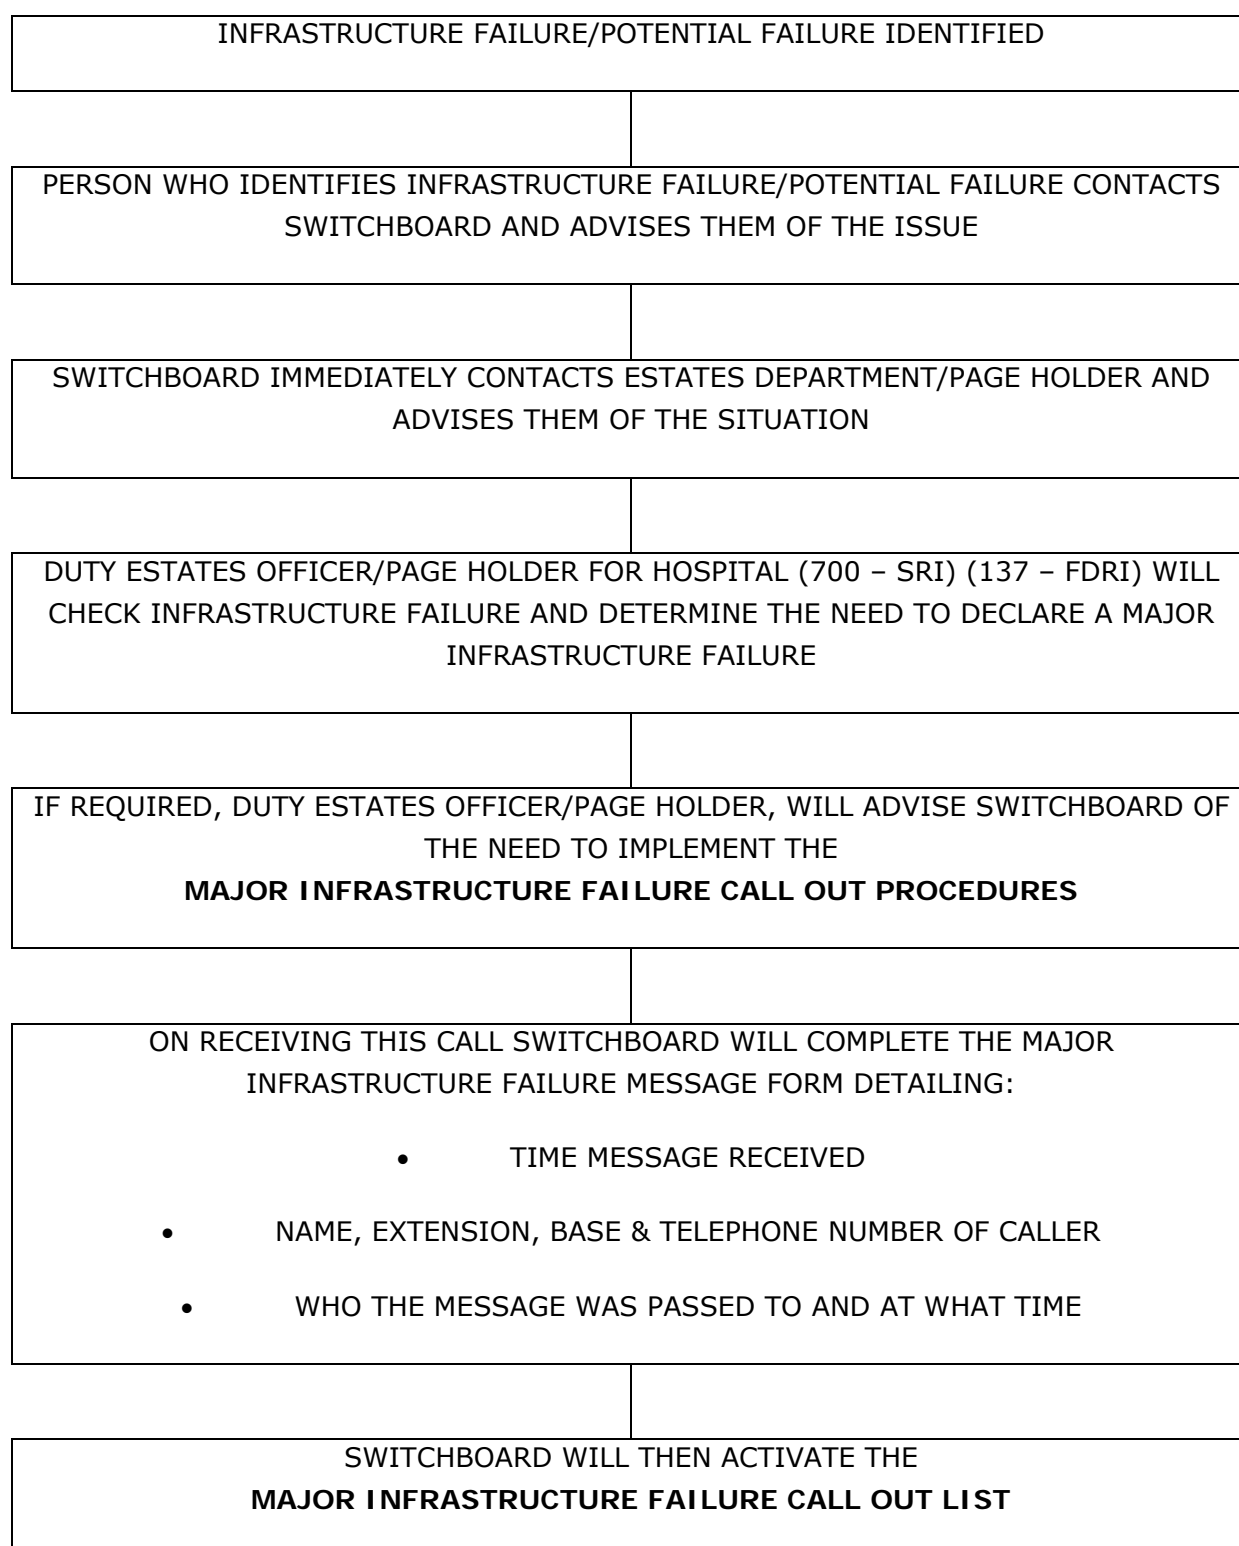 INFRASTRUCTURE FAILURE/POTENTIAL FAILURE IDENTIFIED
PERSON WHO IDENTIFIES INFRASTRUCTURE FAILURE/POTENTIAL FAILURE CONTACTS
SWITCHBOARD AND ADVISES THEM OF THE ISSUE
SWITCHBOARD IMMEDIATELY CONTACTS ESTATES DEPARTMENT/PAGE HOLDER AND
ADVISES THEM OF THE SITUATION
DUTY ESTATES OFFICER/PAGE HOLDER FOR HOSPITAL (700 – SRI) (137 – FDRI) WILL
CHECK INFRASTRUCTURE FAILURE AND DETERMINE THE NEED TO DECLARE A MAJOR
INFRASTRUCTURE FAILURE
IF REQUIRED, DUTY ESTATES OFFICER/PAGE HOLDER, WILL ADVISE SWITCHBOARD OF
THE NEED TO IMPLEMENT THE
MAJOR INFRASTRUCTURE FAILURE CALL OUT PROCEDURES
ON RECEIVING THIS CALL SWITCHBOARD WILL COMPLETE THE MAJOR
INFRASTRUCTURE FAILURE MESSAGE FORM DETAILING:
• TIME MESSAGE RECEIVED
• NAME, EXTENSION, BASE & TELEPHONE NUMBER OF CALLER
• WHO THE MESSAGE WAS PASSED TO AND AT WHAT TIME
SWITCHBOARD WILL THEN ACTIVATE THE
MAJOR INFRASTRUCTURE FAILURE CALL OUT LIST